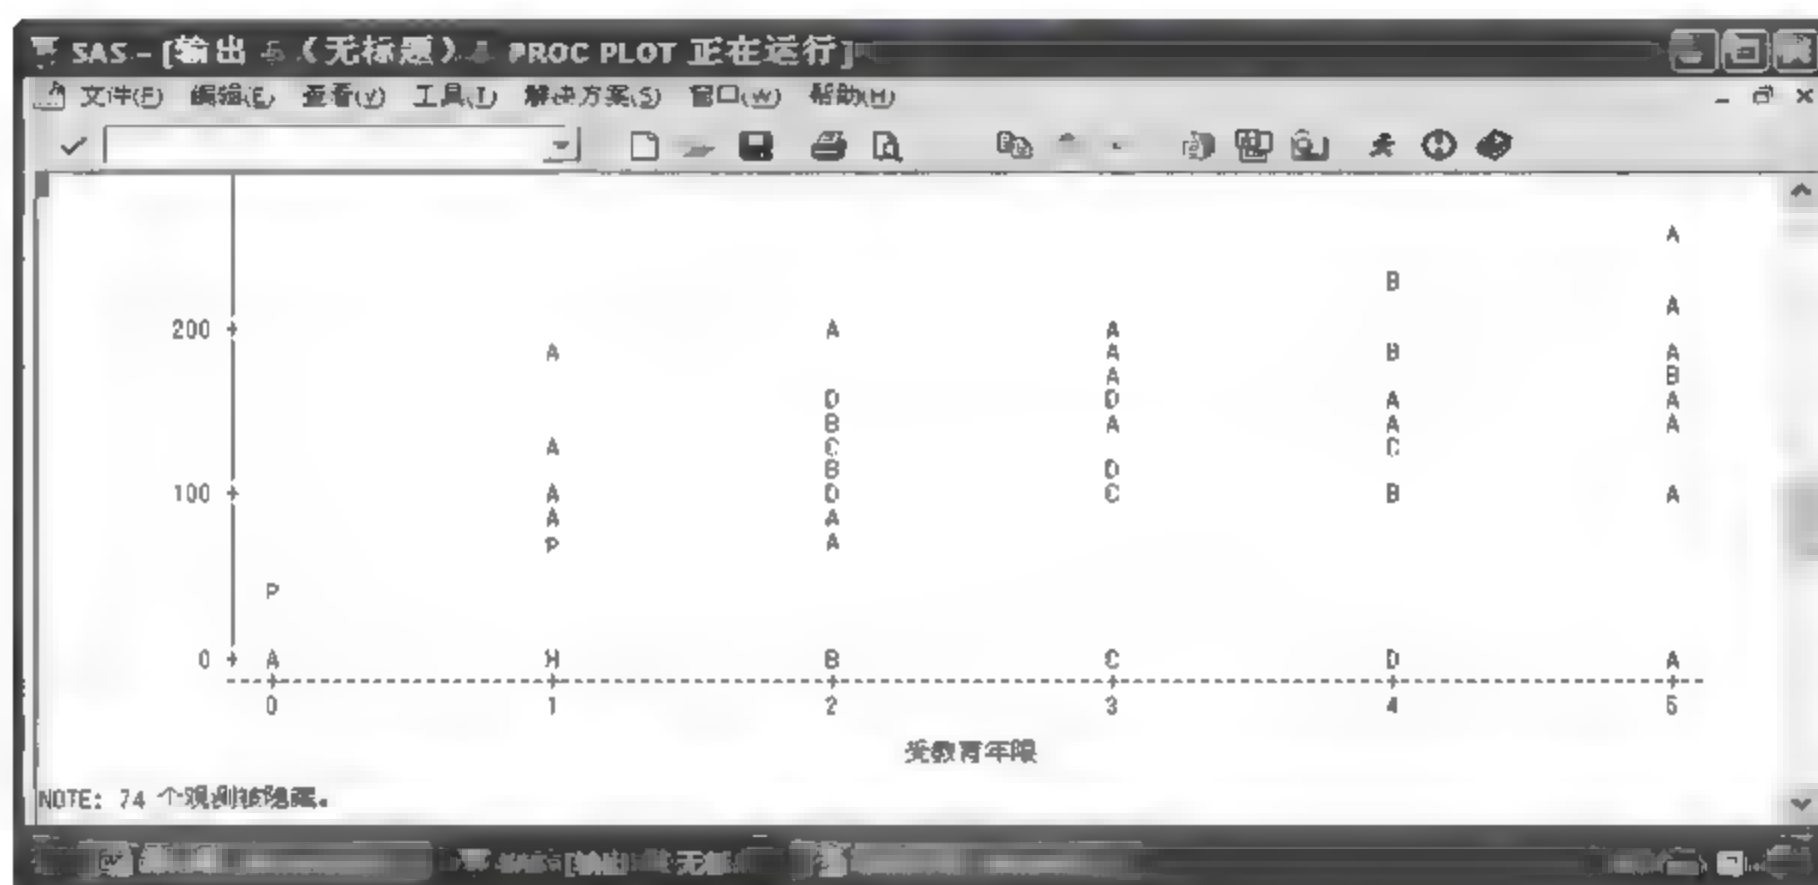 SAS - [输出 - (无标题) PROC PLOT 正在运行]
文件(F) 编辑(E) 查看(V) 工具(T) 解决方案(S) 窗口(W) 帮助(H)
A
B
A
200 A A
A A B A
A B
D D A A
B A A A
A C C
B D
100 A D C B A
A A
P A
P
0 A H B C D A
0 1 2 3 4 5
受教育年限
NOTE: 74 个观测被隐藏。